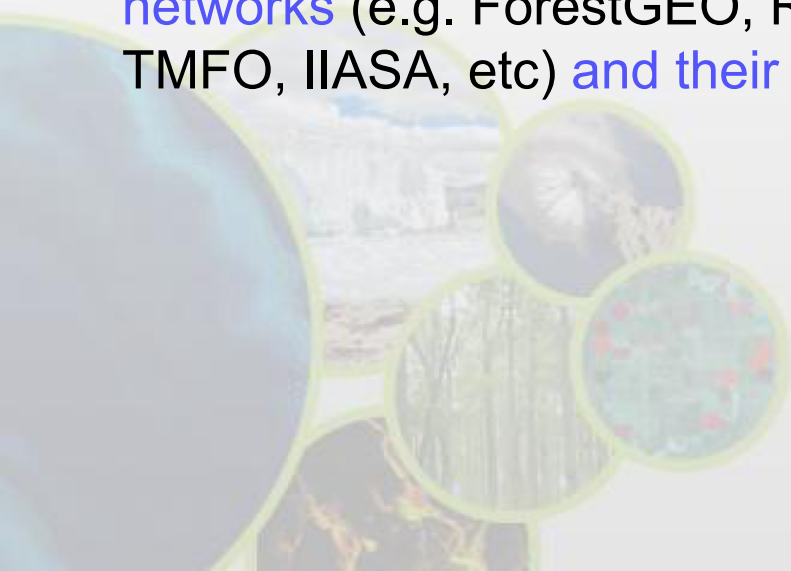 networks (e.g. ForestGEO,
TMFO, IIASA, etc) and their